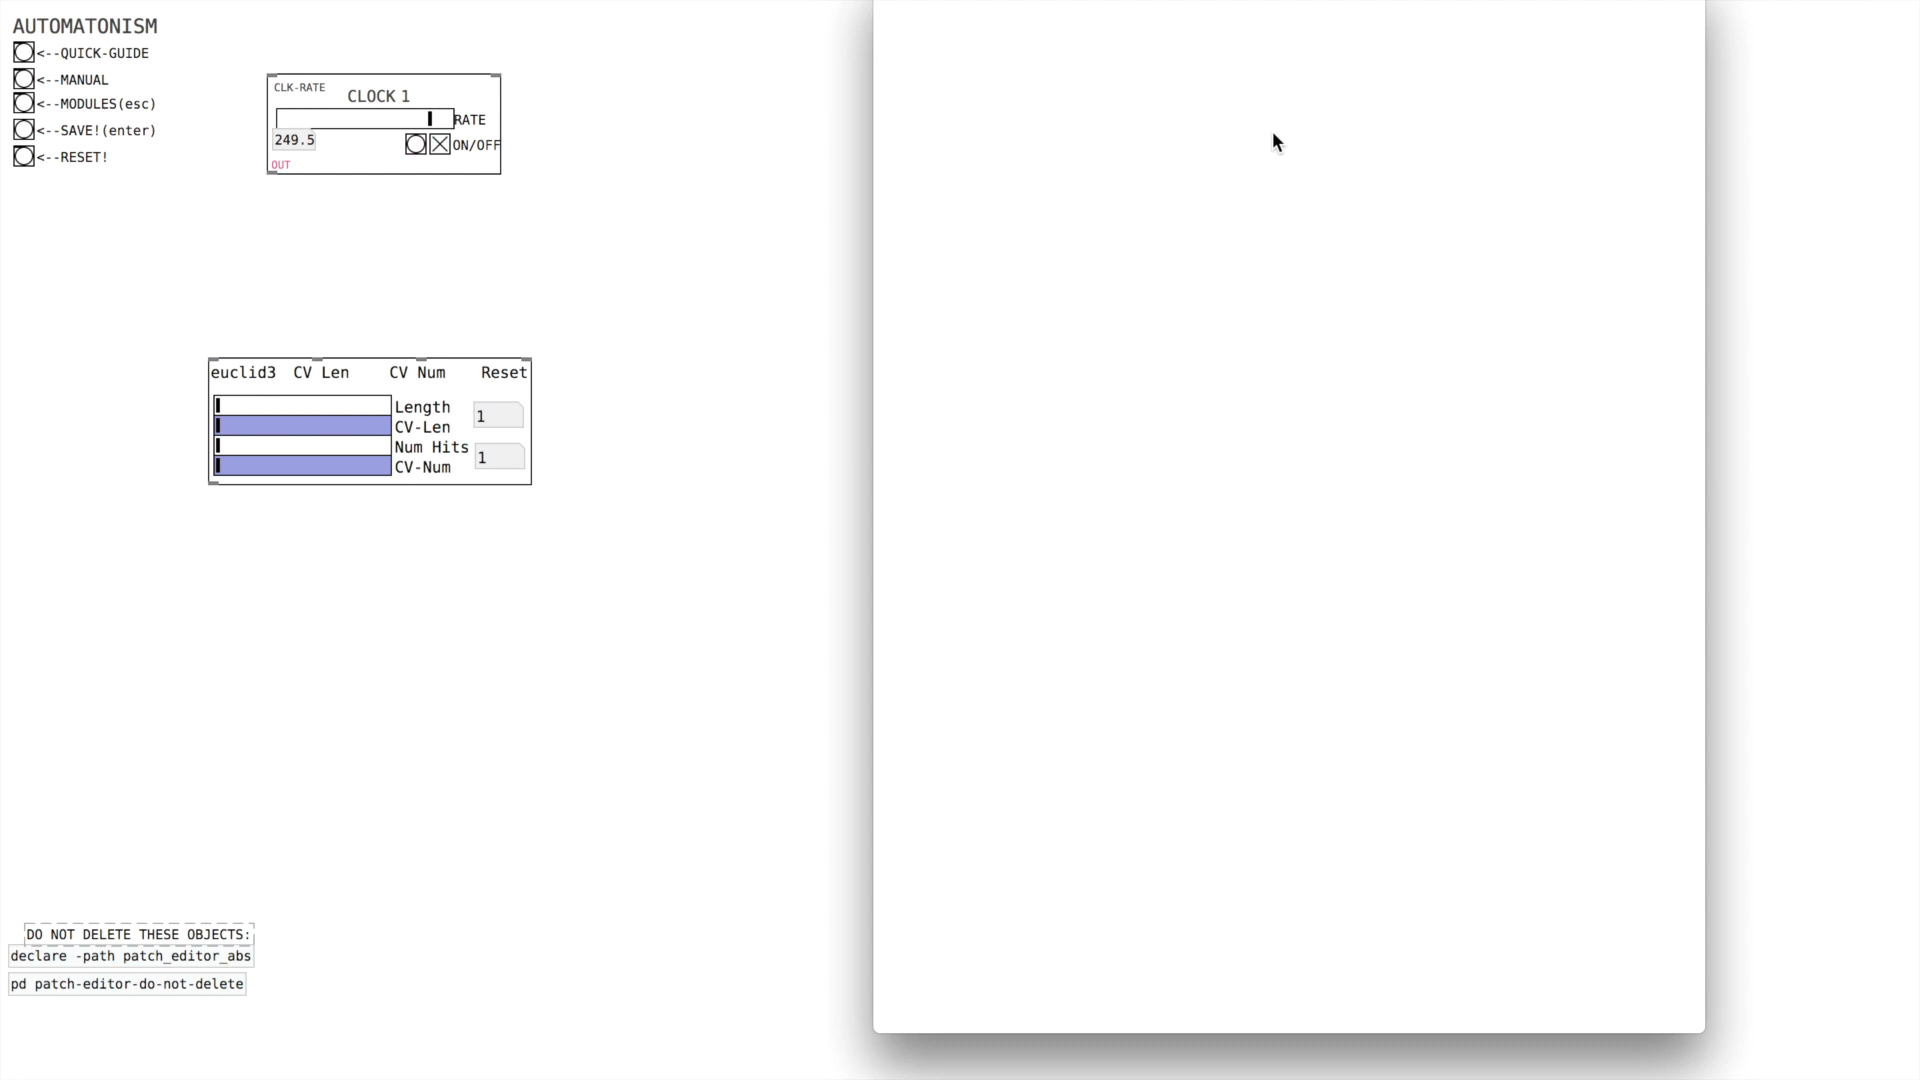 AUTOMATONISM
<--QUICK-GUIDE
<--MANUAL
<--MODULES(esc)
<--SAVE!(enter)
<--RESET!
CLK-RATE
CLOCK 1
RATE
249.5
ON/OFF
OUT
euclid3 CV Len CV Num Reset
Length
1
CV-Len
Num Hits
1
CV-Num
DO NOT DELETE THESE OBJECTS:
declare -path patch_editor_abs
pd patch-editor-do-not-delete